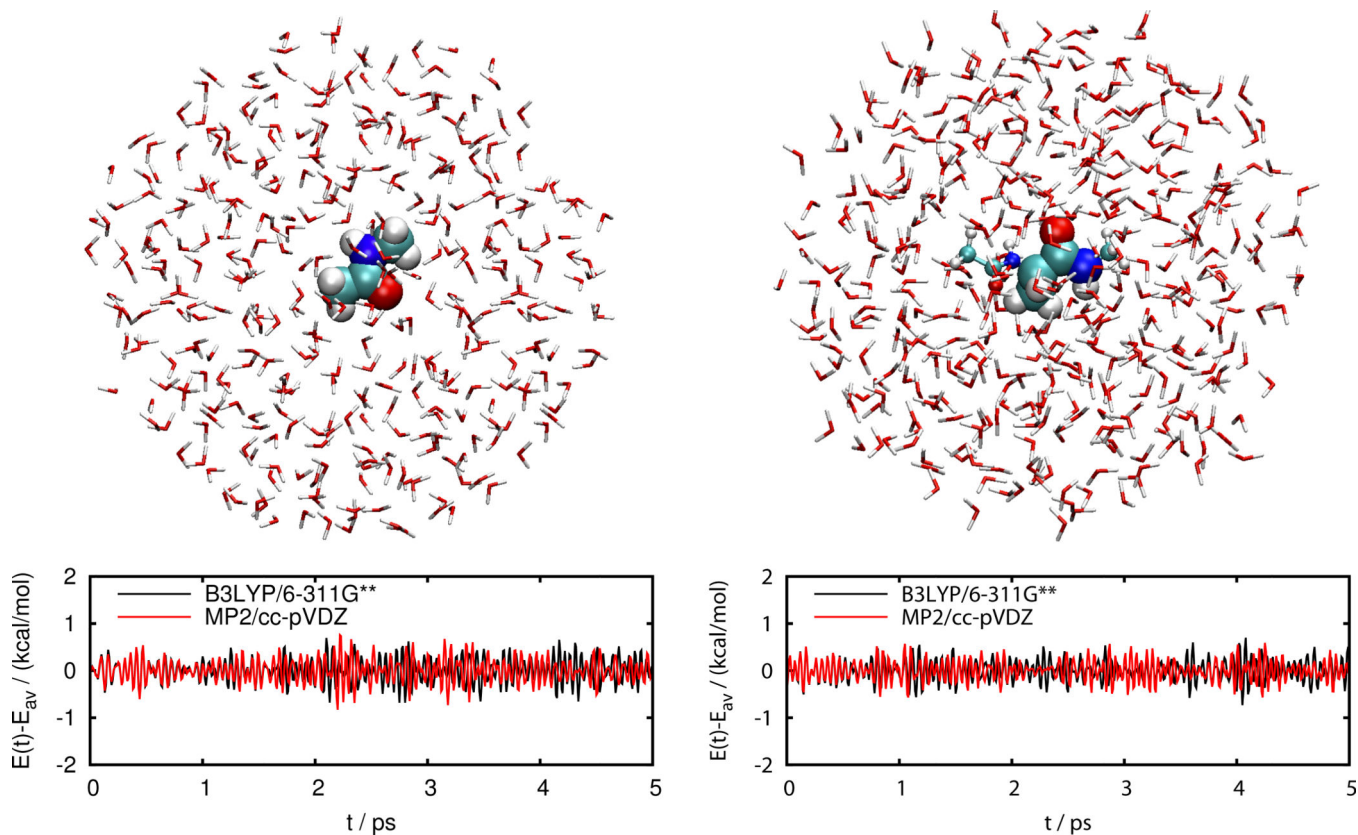 B3LYP/6-311G**
MP2/cc-pVDZ
E(t)-E_av / (kcal/mol)
2
1
0
-1
-2
0 1 2 3 4 5
t / ps
B3LYP/6-311G**
MP2/cc-pVDZ
E(t)-E_av / (kcal/mol)
2
1
0
-1
-2
0 1 2 3 4 5
t / ps